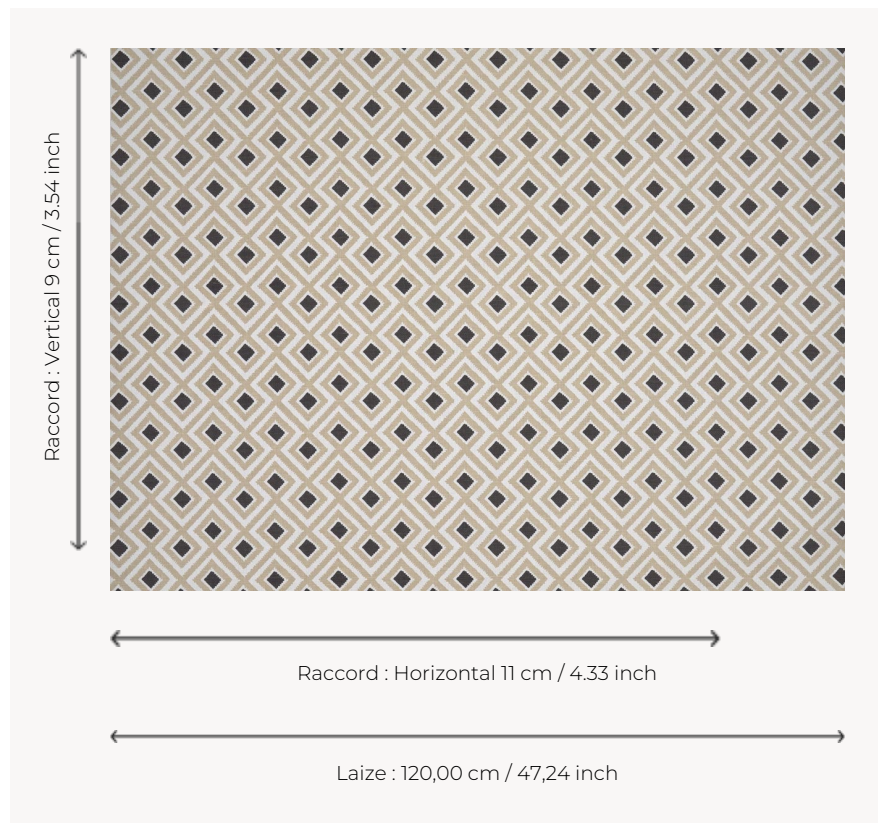 Raccord : Vertical 9 cm / 3.54 inch
Raccord : Horizontal 11 cm / 4.33 inch
Laize : 120,00 cm / 47,24 inch